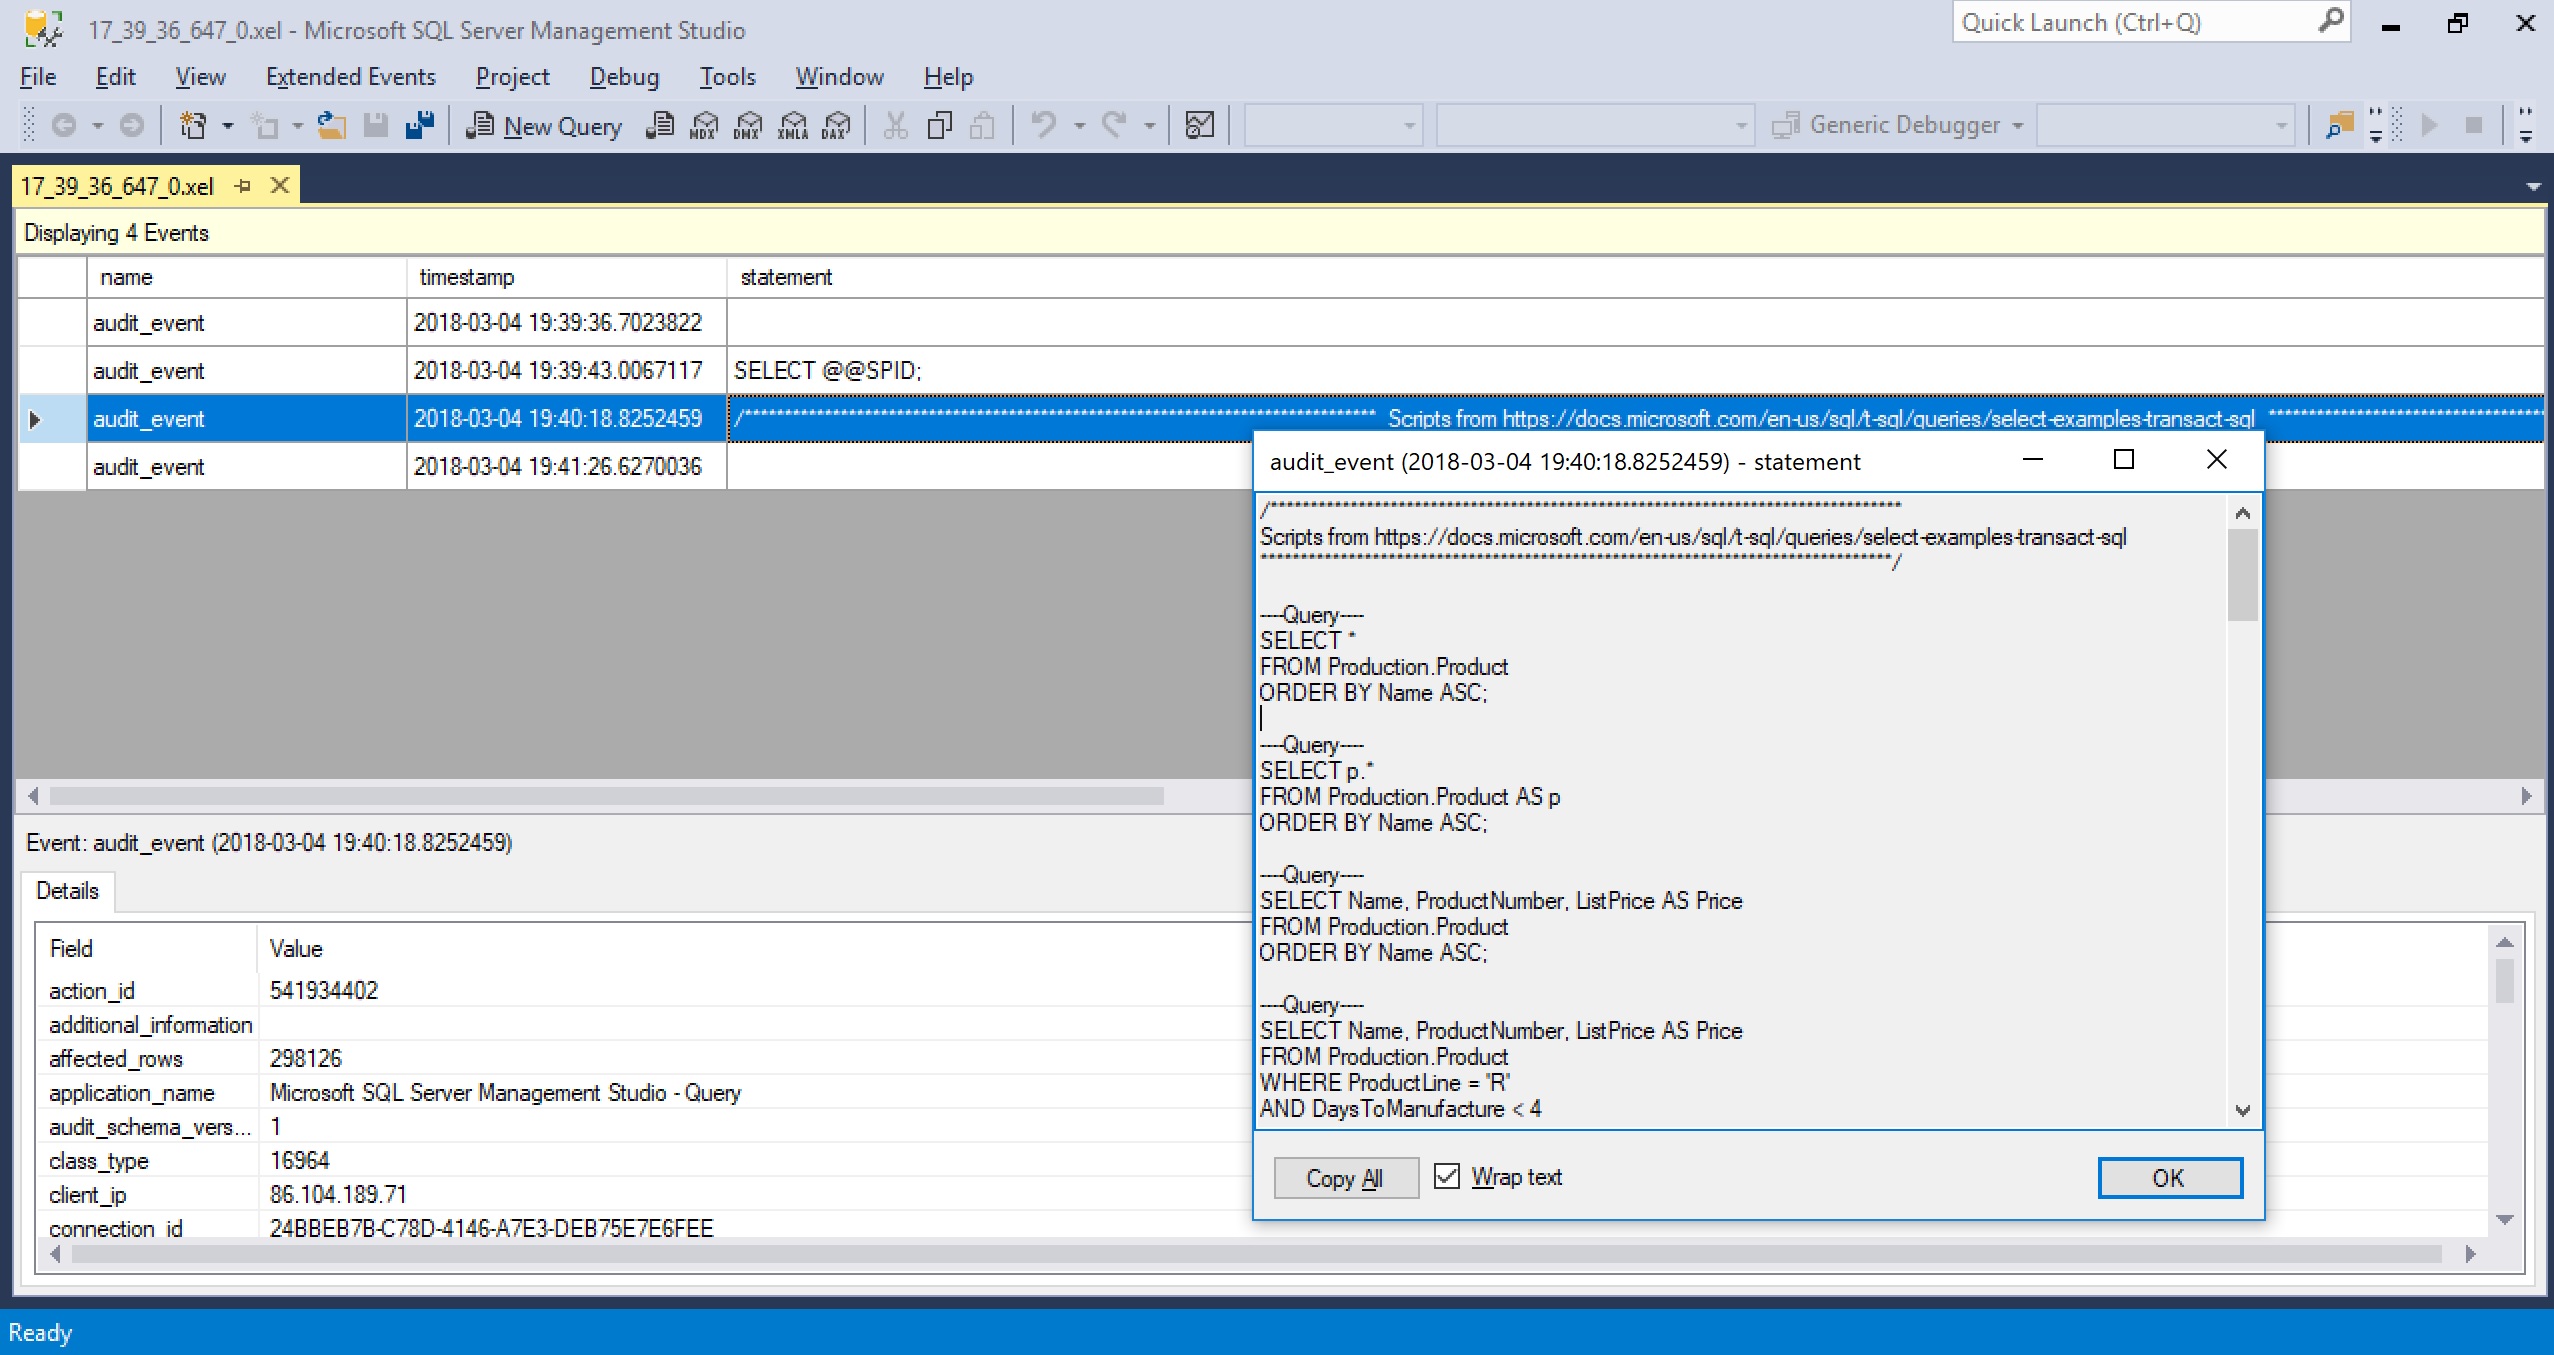 17_39_36_647_0.xel - Microsoft SQL Server Management Studio
Quick Launch (Ctrl+Q)
File Edit View Extended Events Project Debug Tools Window Help
New Query MDX DMX XMLA DAX Generic Debugger
17_39_36_647_0.xel
Displaying 4 Events
name timestamp statement
audit_event 2018-03-04 19:39:36.7023822
audit_event 2018-03-04 19:39:43.0067117 SELECT @@SPID;
audit_event 2018-03-04 19:40:18.8252459 /****************************************************************************** Scripts from https://docs.microsoft.com/en-us/sql/t-sql/queries/select-examples-transact-sql **********************************
audit_event 2018-03-04 19:41:26.6270036
audit_event (2018-03-04 19:40:18.8252459) - statement
/******************************************************************************
Scripts from https://docs.microsoft.com/en-us/sql/t-sql/queries/select-examples-transact-sql
******************************************************************************/
----Query----
SELECT *
FROM Production.Product
ORDER BY Name ASC;
----Query----
SELECT p.*
FROM Production.Product AS p
ORDER BY Name ASC;
----Query----
SELECT Name, ProductNumber, ListPrice AS Price
FROM Production.Product
ORDER BY Name ASC;
----Query----
SELECT Name, ProductNumber, ListPrice AS Price
FROM Production.Product
WHERE ProductLine = 'R'
AND DaysToManufacture < 4
Copy All Wrap text OK
Event: audit_event (2018-03-04 19:40:18.8252459)
Details
Field Value
action_id 541934402
additional_information
affected_rows 298126
application_name Microsoft SQL Server Management Studio - Query
audit_schema_vers... 1
class_type 16964
client_ip 86.104.189.71
connection_id 24BBEB7B-C78D-4146-A7E3-DEB75E7E6FEE
Ready